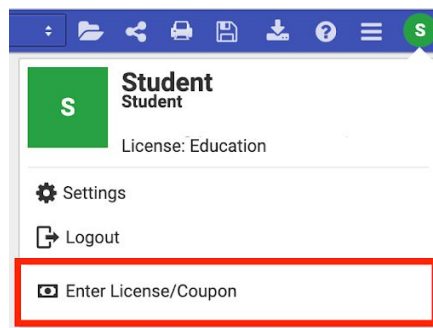 S
S
Student
Student
License: Education
Settings
Logout
Enter License/Coupon